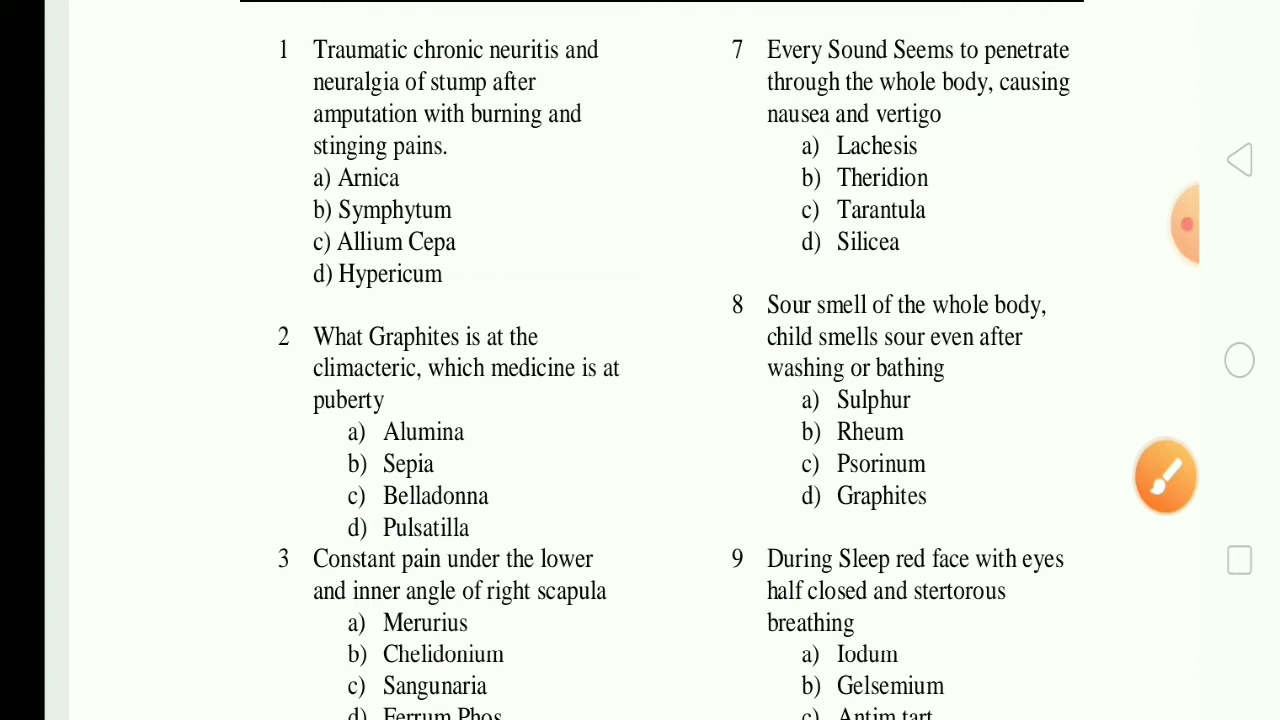 1 Traumatic chronic neuritis and
neuralgia of stump after
amputation with burning and
stinging pains.
a) Arnica
b) Symphytum
c) Allium Cepa
d) Hypericum
2 What Graphites is at the
climacteric, which medicine is at
puberty
a) Alumina
b) Sepia
c) Belladonna
d) Pulsatilla
3 Constant pain under the lower
and inner angle of right scapula
a) Merurius
b) Chelidonium
c) Sangunaria
d) Ferrum Phos
7 Every Sound Seems to penetrate
through the whole body, causing
nausea and vertigo
a) Lachesis
b) Theridion
c) Tarantula
d) Silicea
8 Sour smell of the whole body,
child smells sour even after
washing or bathing
a) Sulphur
b) Rheum
c) Psorinum
d) Graphites
9 During Sleep red face with eyes
half closed and stertorous
breathing
a) Iodum
b) Gelsemium
c) Antim tart